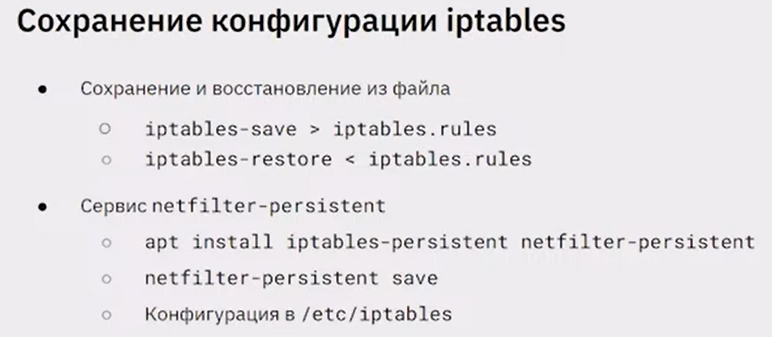 Сохранение конфигурации iptables
● Сохранение и восстановление из файла
○ iptables-save > iptables.rules
○ iptables-restore < iptables.rules
● Сервис netfilter-persistent
○ apt install iptables-persistent netfilter-persistent
○ netfilter-persistent save
○ Конфигурация в /etc/iptables